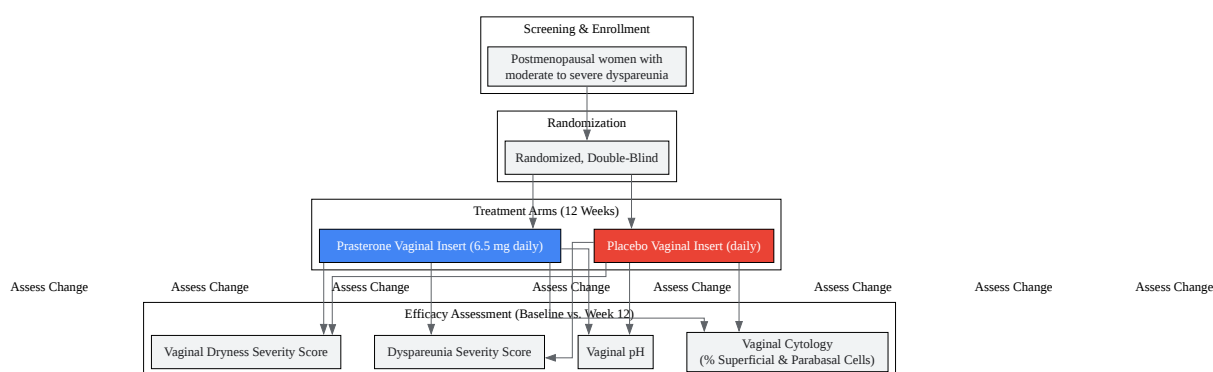 Screening & Enrollment
Postmenopausal women with
moderate to severe dyspareunia
Randomization
Randomized, Double-Blind
Treatment Arms (12 Weeks)
Prasterone Vaginal Insert (6.5 mg daily)
Placebo Vaginal Insert (daily)
Assess Change
Assess Change
Assess Change
Assess Change
Assess Change
Assess Change
Assess Change
Assess Change
Efficacy Assessment (Baseline vs. Week 12)
Vaginal Dryness Severity Score
Dyspareunia Severity Score
Vaginal pH
Vaginal Cytology
(% Superficial & Parabasal Cells)